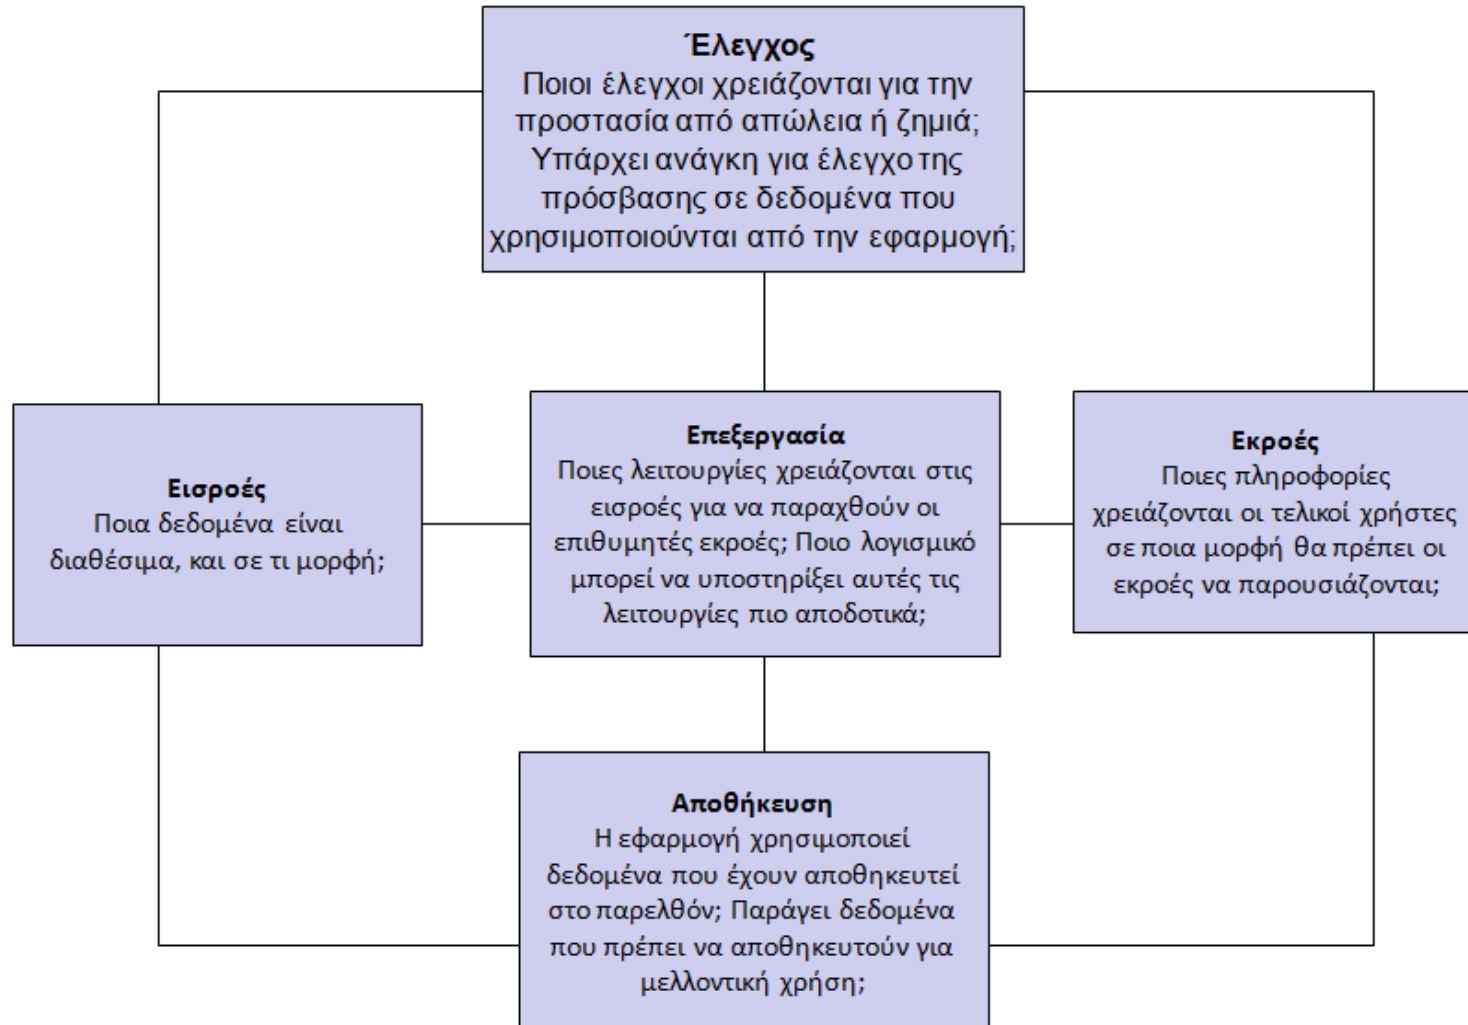 Έλεγχος
Ποιοι έλεγχοι χρειάζονται για την
προστασία από απώλεια ή ζημιά;
Υπάρχει ανάγκη για έλεγχο της
πρόσβασης σε δεδομένα που
χρησιμοποιούνται από την εφαρμογή;
Εισροές
Ποια δεδομένα είναι
διαθέσιμα, και σε τι μορφή;
Επεξεργασία
Ποιες λειτουργίες χρειάζονται στις
εισροές για να παραχθούν οι
επιθυμητές εκροές; Ποιο λογισμικό
μπορεί να υποστηρίξει αυτές τις
λειτουργίες πιο αποδοτικά;
Εκροές
Ποιες πληροφορίες
χρειάζονται οι τελικοί χρήστες
σε ποια μορφή θα πρέπει οι
εκροές να παρουσιάζονται;
Αποθήκευση
Η εφαρμογή χρησιμοποιεί
δεδομένα που έχουν αποθηκευτεί
στο παρελθόν; Παράγει δεδομένα
που πρέπει να αποθηκευτούν για
μελλοντική χρήση;